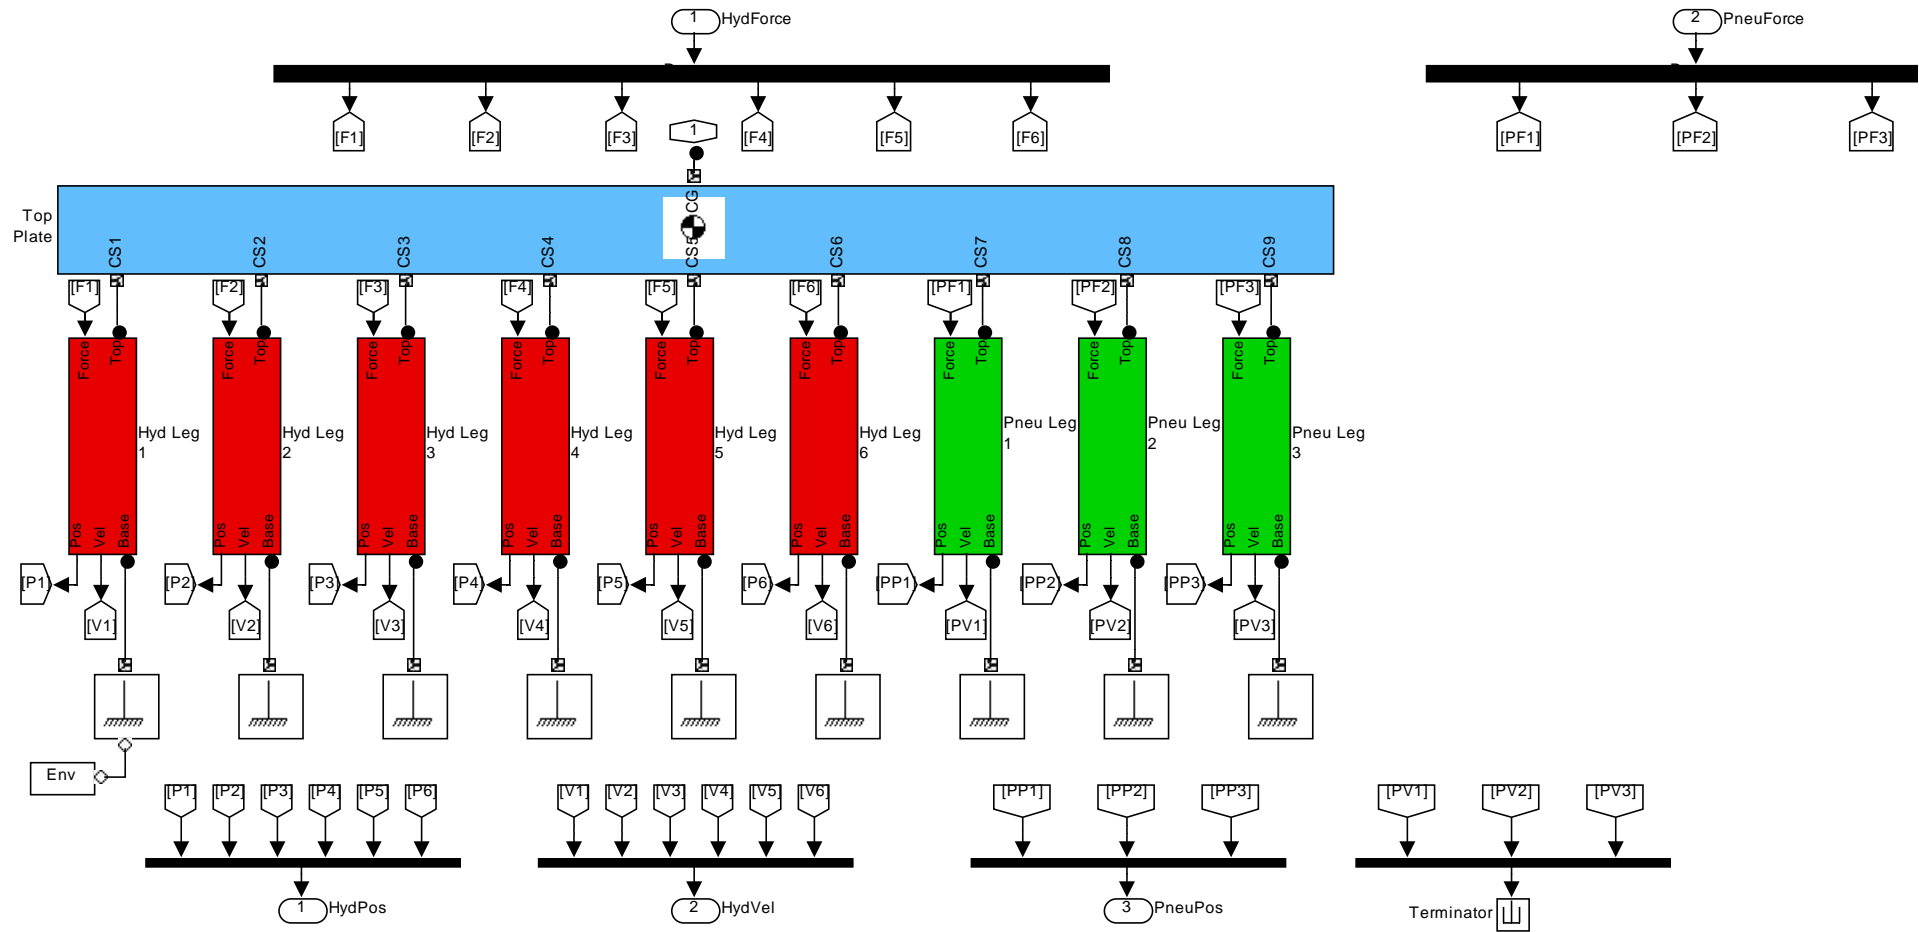 1 HydForce
2 PneuForce
[F1] [F2] [F3] [F4] [F5] [F6]
[PF1] [PF2] [PF3]
1
CG
Top
Plate
CS1 CS2 CS3 CS4 CS5 CS6 CS7 CS8 CS9
[F1] [F2] [F3] [F4] [F5] [F6] [PF1] [PF2] [PF3]
Force Top Force Top Force Top Force Top Force Top Force Top Force Top Force Top Force Top
Hyd Leg
1
Hyd Leg
2
Hyd Leg
3
Hyd Leg
4
Hyd Leg
5
Hyd Leg
6
Pneu Leg
1
Pneu Leg
2
Pneu Leg
3
Pos Vel Base Pos Vel Base Pos Vel Base Pos Vel Base Pos Vel Base Pos Vel Base Pos Vel Base Pos Vel Base Pos Vel Base
[P1] [P2] [P3] [P4] [P5] [P6] [PP1] [PP2] [PP3]
[V1] [V2] [V3] [V4] [V5] [V6] [PV1] [PV2] [PV3]
Env
[P1] [P2] [P3] [P4] [P5] [P6]
[V1] [V2] [V3] [V4] [V5] [V6]
[PP1] [PP2] [PP3]
[PV1] [PV2] [PV3]
1 HydPos
2 HydVel
3 PneuPos
Terminator